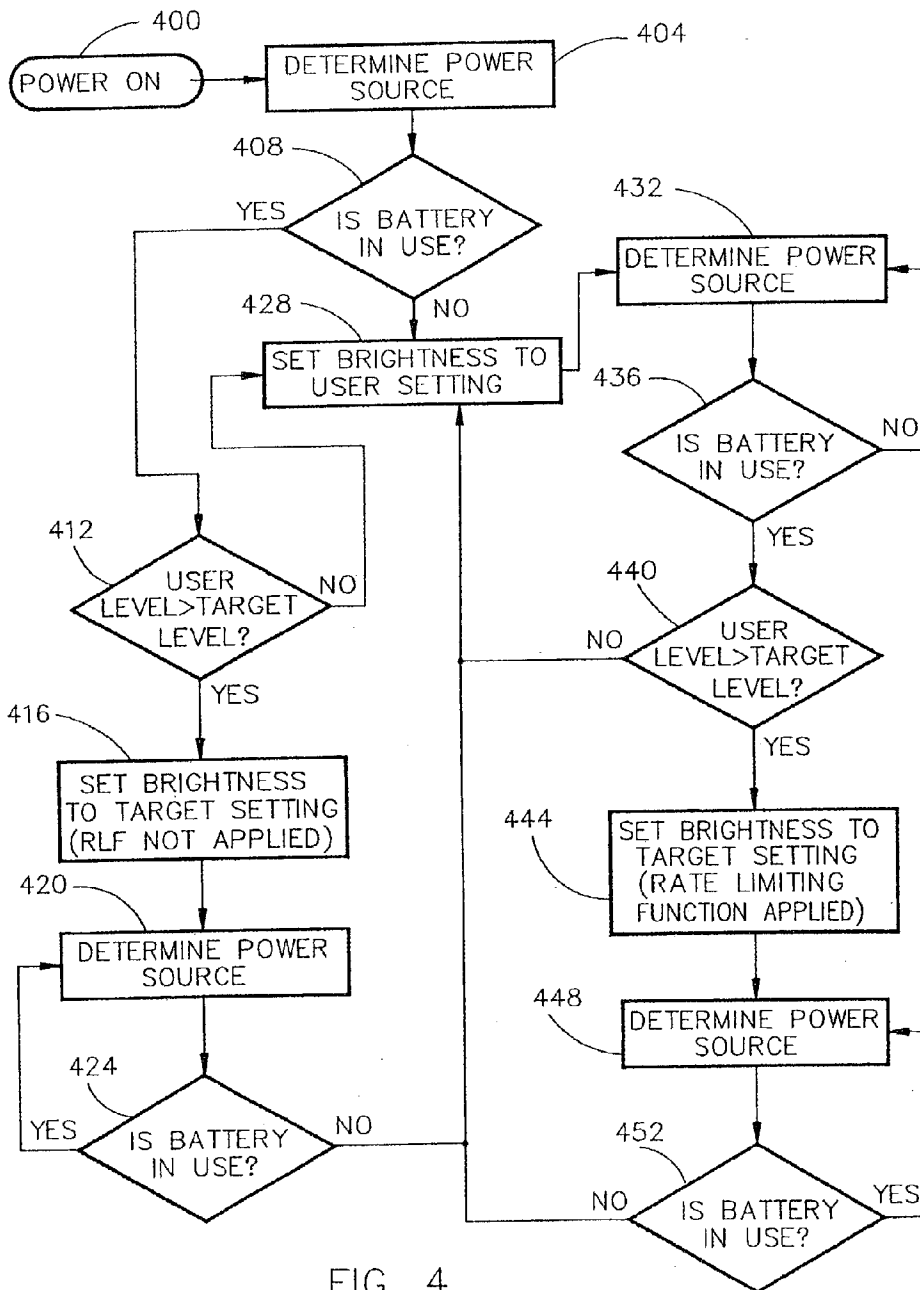 400
POWER ON
404
DETERMINE POWER
SOURCE
408
IS BATTERY
IN USE?
YES
NO
428
SET BRIGHTNESS TO
USER SETTING
412
USER
LEVEL>TARGET
LEVEL?
NO
YES
416
SET BRIGHTNESS
TO TARGET SETTING
(RLF NOT APPLIED)
420
DETERMINE POWER
SOURCE
424
IS BATTERY
IN USE?
YES
NO
432
DETERMINE POWER
SOURCE
436
IS BATTERY
IN USE?
NO
YES
440
USER
LEVEL>TARGET
LEVEL?
NO
YES
444
SET BRIGHTNESS TO
TARGET SETTING
(RATE LIMITING
FUNCTION APPLIED)
448
DETERMINE POWER
SOURCE
452
IS BATTERY
IN USE?
NO
YES
FIG. 4